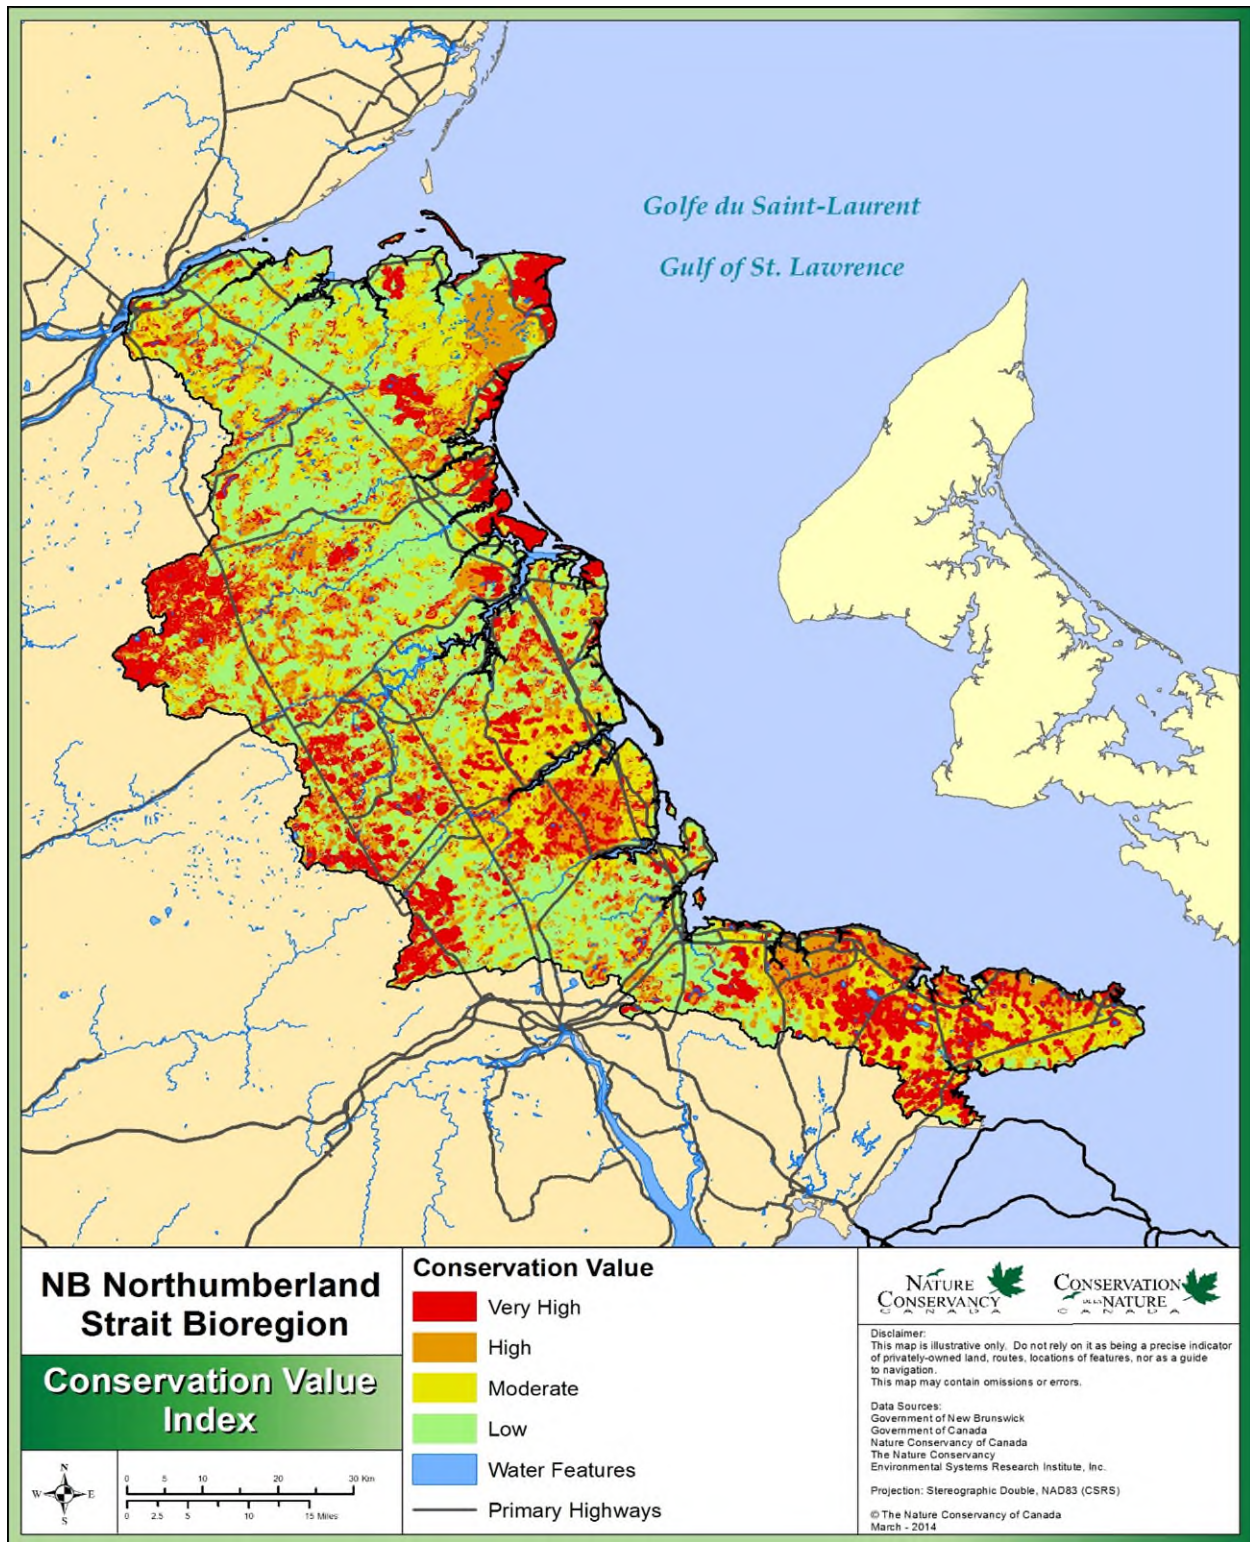 Golfe du Saint-Laurent
Gulf of St. Lawrence
NB Northumberland
Strait Bioregion
Conservation Value
Index
N
W E
S
0 5 10 20 30 Km
0 2.5 5 10 15 Miles
Conservation Value
Very High
High
Moderate
Low
Water Features
Primary Highways
NATURE
CONSERVANCY
CANADA
CONSERVATION
DE LA NATURE
CANADA
Disclaimer:
This map is illustrative only. Do not rely on it as being a precise indicator
of privately-owned land, routes, locations of features, nor as a guide
to navigation.
This map may contain omissions or errors.
Data Sources:
Government of New Brunswick
Government of Canada
Nature Conservancy of Canada
The Nature Conservancy
Environmental Systems Research Institute, Inc.
Projection: Stereographic Double, NAD83 (CSRS)
© The Nature Conservancy of Canada
March - 2014